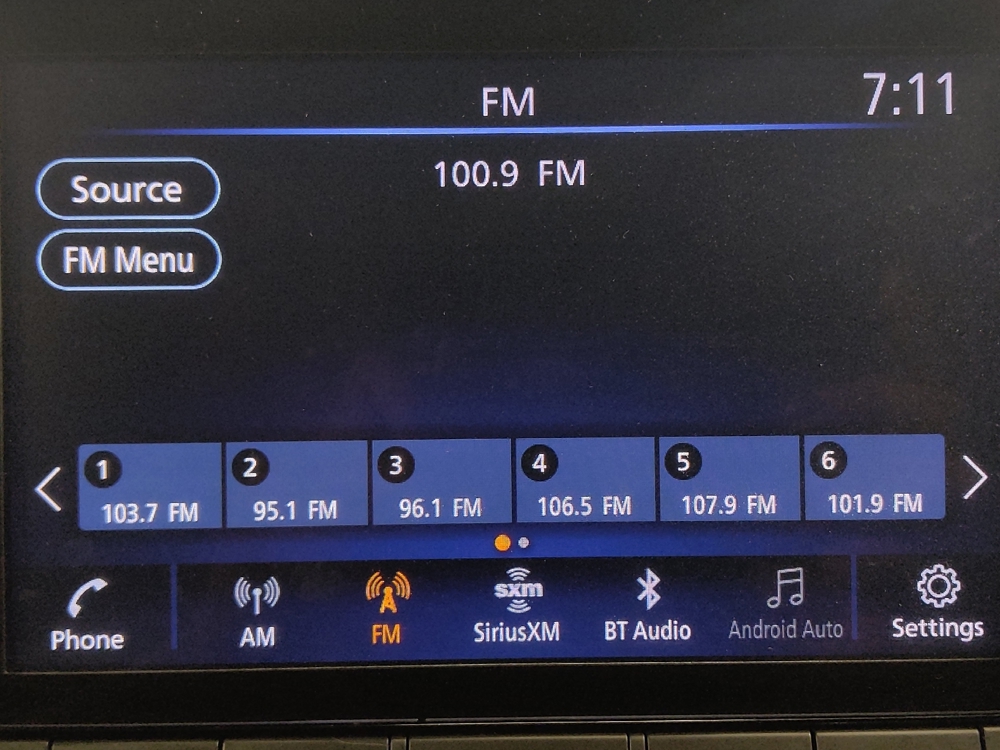 FM
7:11
Source
100.9 FM
FM Menu
1
2
3
4
5
6
103.7 FM
95.1 FM
96.1 FM
106.5 FM
107.9 FM
101.9 FM
Phone
AM
FM
sxm
SiriusXM
BT Audio
Android Auto
Settings